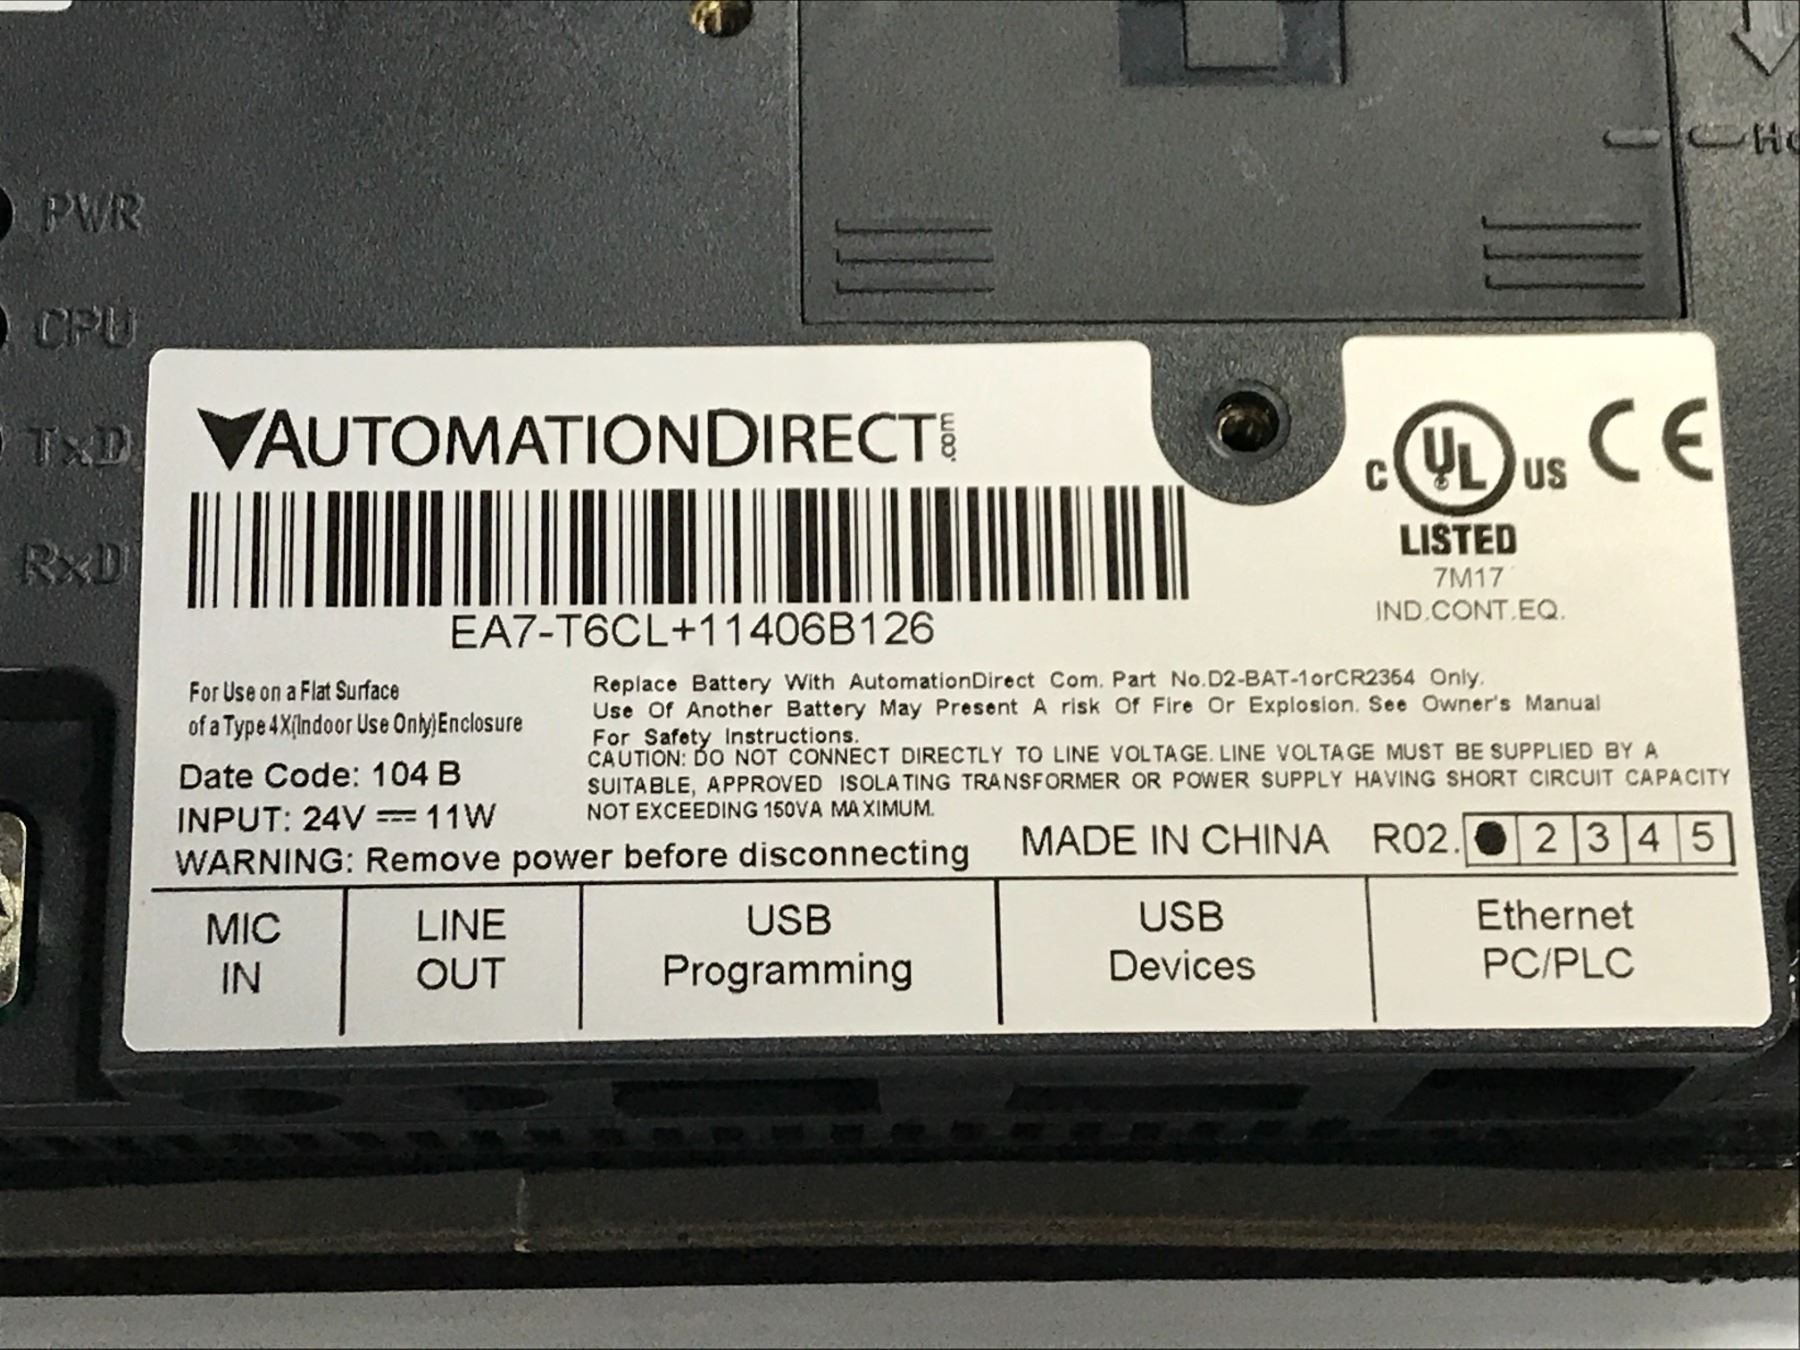 PWR
CPU
TxD
RxD
AUTOMATIONDIRECT.com
C UL US CE
LISTED
7M17
IND.CONT.EQ.
EA7-T6CL+11406B126
For Use on a Flat Surface
of a Type 4X(Indoor Use Only)Enclosure
Replace Battery With AutomationDirect Com. Part No.D2-BAT-1orCR2354 Only.
Use Of Another Battery May Present A risk Of Fire Or Explosion. See Owner's Manual
For Safety Instructions.
CAUTION: DO NOT CONNECT DIRECTLY TO LINE VOLTAGE. LINE VOLTAGE MUST BE SUPPLIED BY A
SUITABLE, APPROVED ISOLATING TRANSFORMER OR POWER SUPPLY HAVING SHORT CIRCUIT CAPACITY
NOT EXCEEDING 150VA MAXIMUM.
Date Code: 104 B
INPUT: 24V ⎓ 11W
WARNING: Remove power before disconnecting
MADE IN CHINA R02.● 2 3 4 5
MIC
IN
LINE
OUT
USB
Programming
USB
Devices
Ethernet
PC/PLC